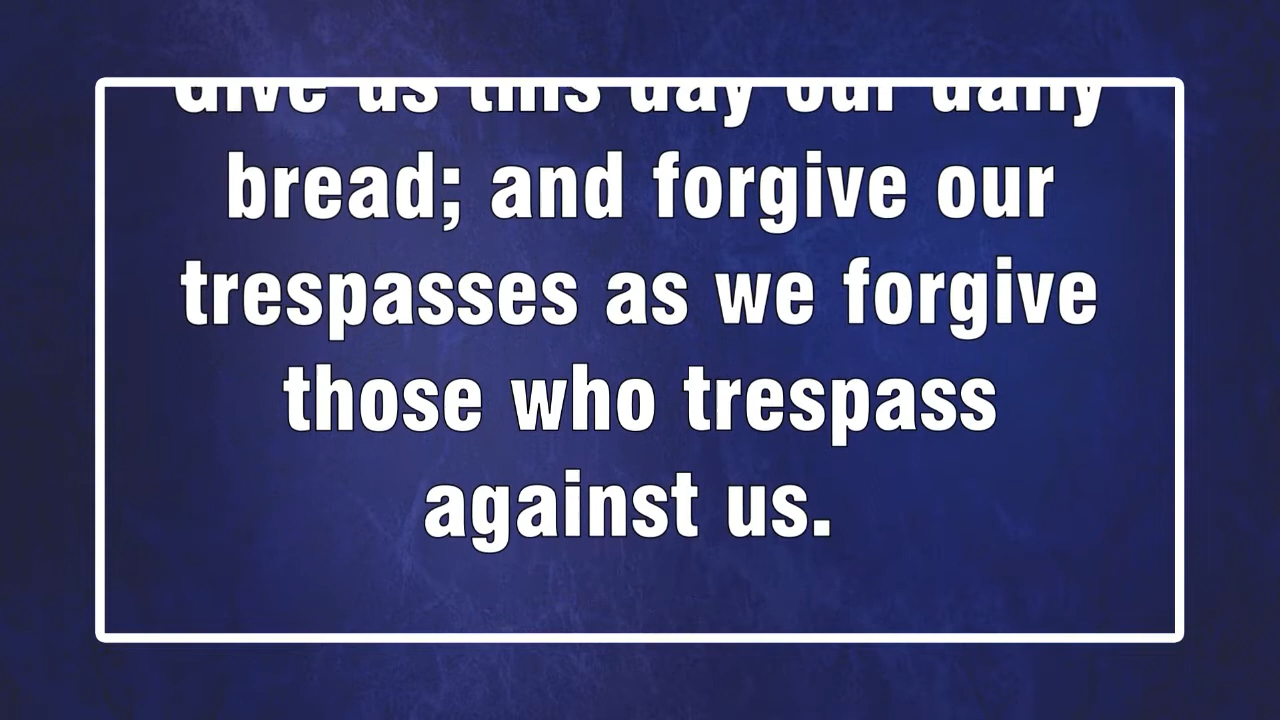 Give us this day our daily
bread; and forgive our
trespasses as we forgive
those who trespass
against us.